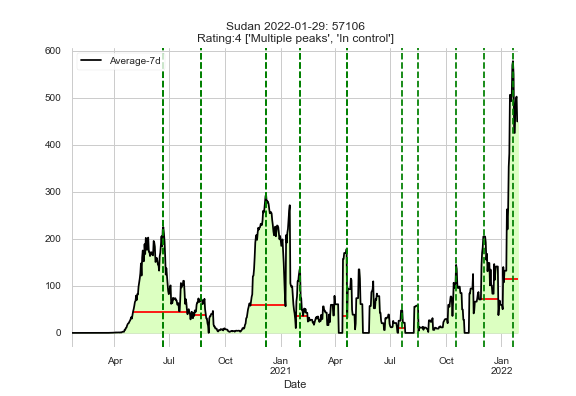 Sudan 2022-01-29: 57106
Rating:4 ['Multiple peaks', 'In control']
Average-7d
600
500
400
300
200
100
0
Apr Jul Oct Jan Apr Jul Oct Jan
2021 2022
Date